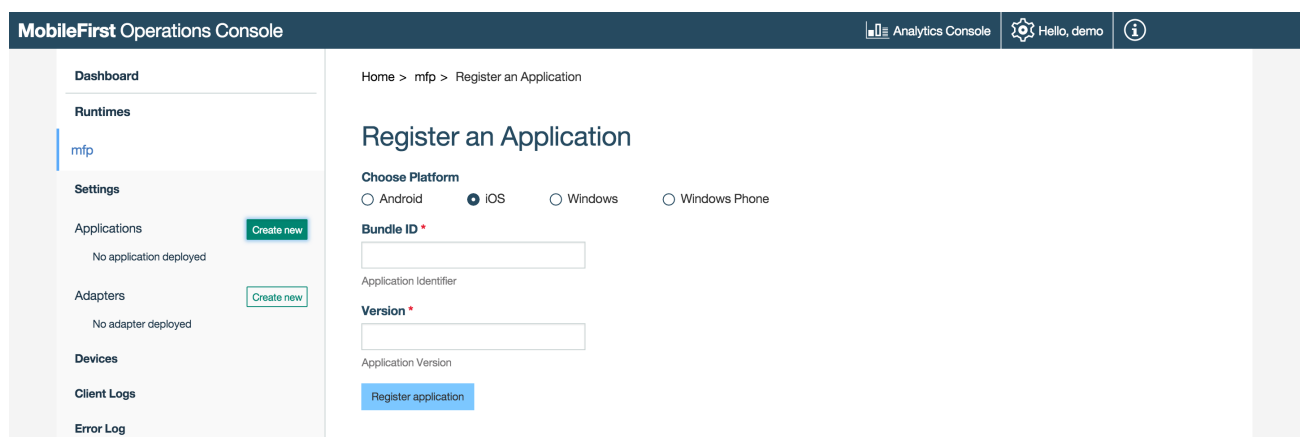 MobileFirst Operations Console
Analytics Console
Hello, demo
Dashboard
Runtimes
mfp
Settings
Applications Create new
No application deployed
Adapters Create new
No adapter deployed
Devices
Client Logs
Error Log
Home > mfp > Register an Application
Register an Application
Choose Platform
Android iOS Windows Windows Phone
Bundle ID *
Application Identifier
Version *
Application Version
Register application